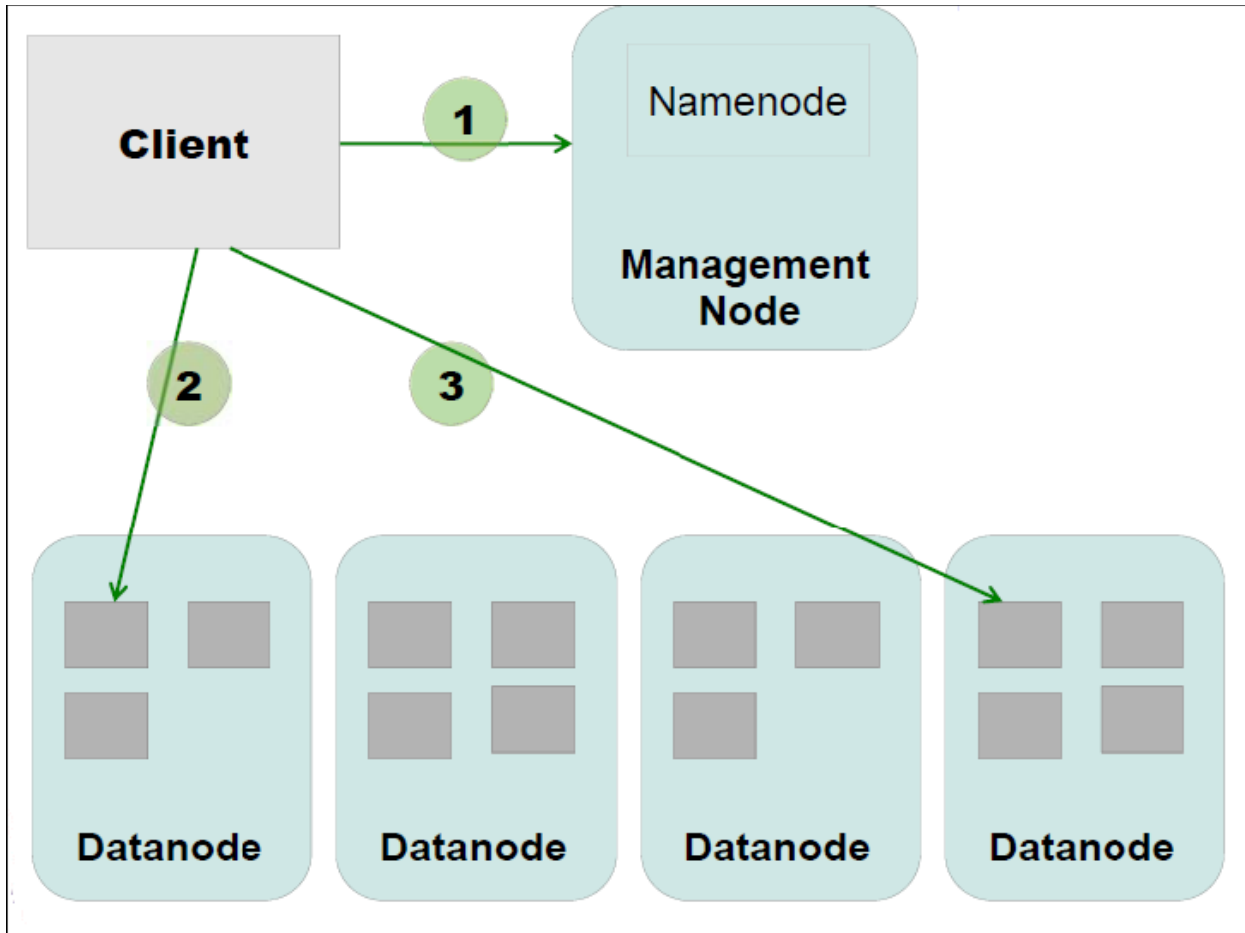 Client
1
Namenode
Management
Node
2
3
Datanode
Datanode
Datanode
Datanode